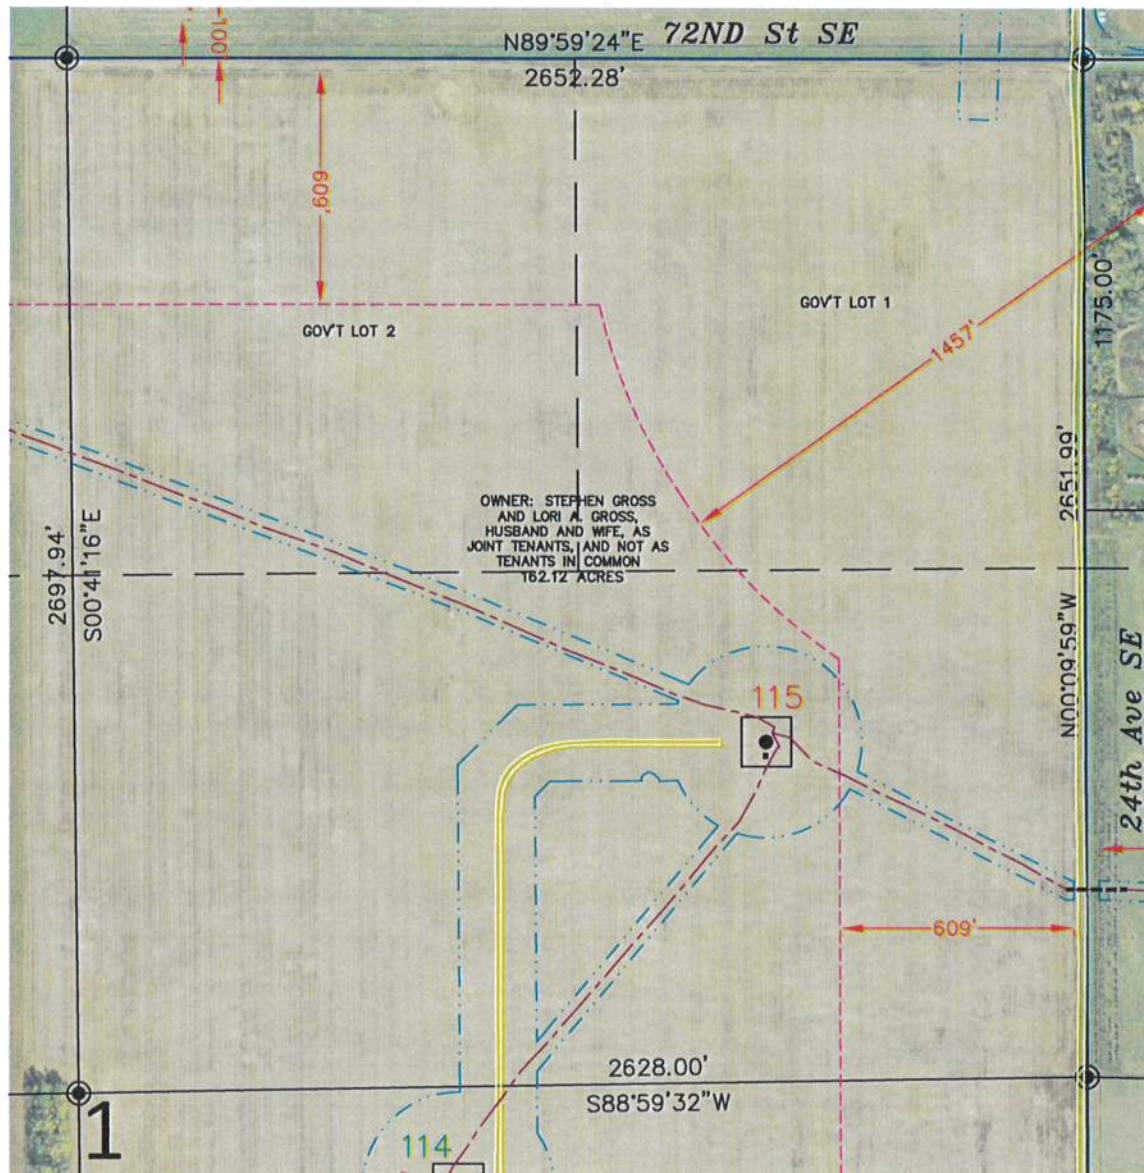 100'
N89°59'24"E
72ND St SE
2652.28'
609'
GOV'T LOT 1
GOV'T LOT 2
1457'
1175.00'
2651.99'
OWNER: STEPHEN GROSS
AND LORI A. GROSS,
HUSBAND AND WIFE, AS
JOINT TENANTS, AND NOT AS
TENANTS IN COMMON
162.12 ACRES
2697.94'
S00°41'16"E
N00°09'59"W
24th Ave SE
115
609'
2628.00'
S88°59'32"W
1
114